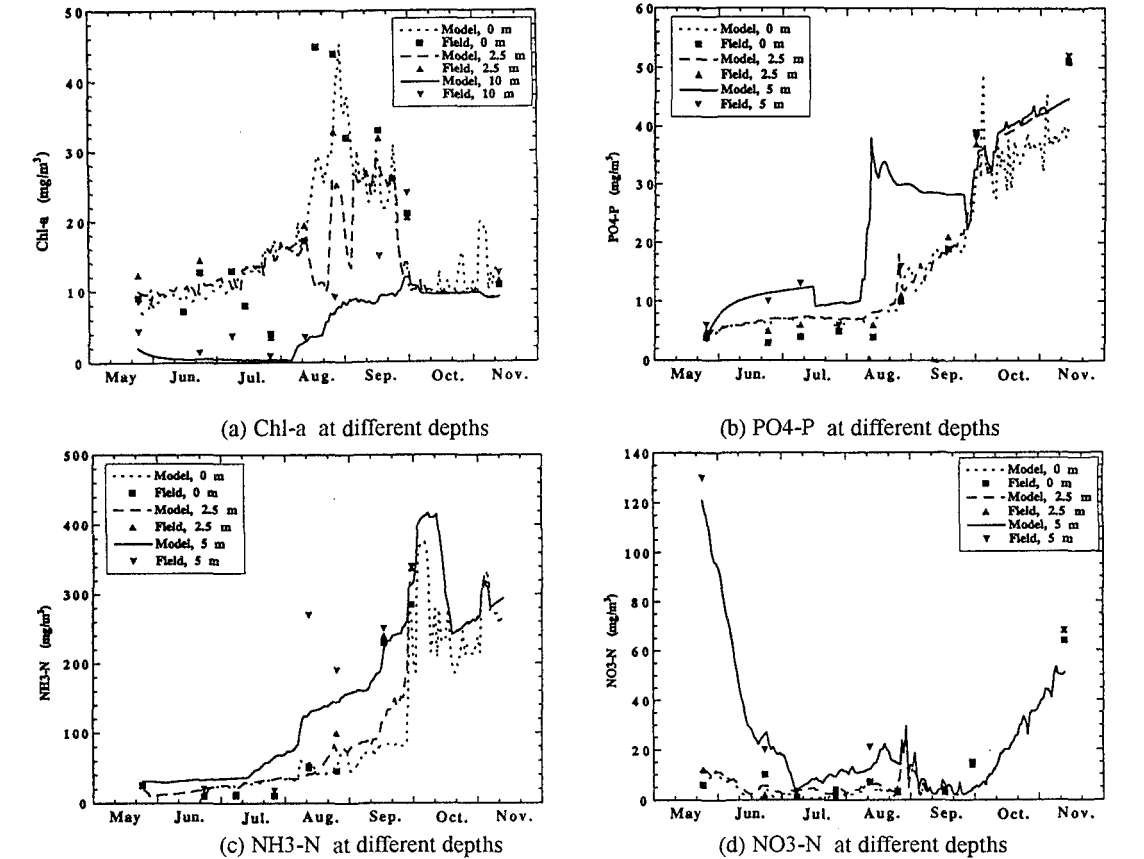 50
40
30
20
10
0
Chl-a (mg/m³)
Model, 0 m
Field, 0 m
Model, 2.5 m
Field, 2.5 m
Model, 10 m
Field, 10 m
May Jun. Jul. Aug. Sep. Oct. Nov.
(a) Chl-a at different depths
60
50
40
30
20
10
0
PO4-P (mg/m³)
Model, 0 m
Field, 0 m
Model, 2.5 m
Field, 2.5 m
Model, 5 m
Field, 5 m
May Jun. Jul. Aug. Sep. Oct. Nov.
(b) PO4-P at different depths
500
400
300
200
100
0
NH3-N (mg/m³)
Model, 0 m
Field, 0 m
Model, 2.5 m
Field, 2.5 m
Model, 5 m
Field, 5 m
May Jun. Jul. Aug. Sep. Oct. Nov.
(c) NH3-N at different depths
140
120
100
80
60
40
20
0
NO3-N (mg/m³)
Model, 0 m
Field, 0 m
Model, 2.5 m
Field, 2.5 m
Model, 5 m
Field, 5 m
May Jun. Jul. Aug. Sep. Oct. Nov.
(d) NO3-N at different depths